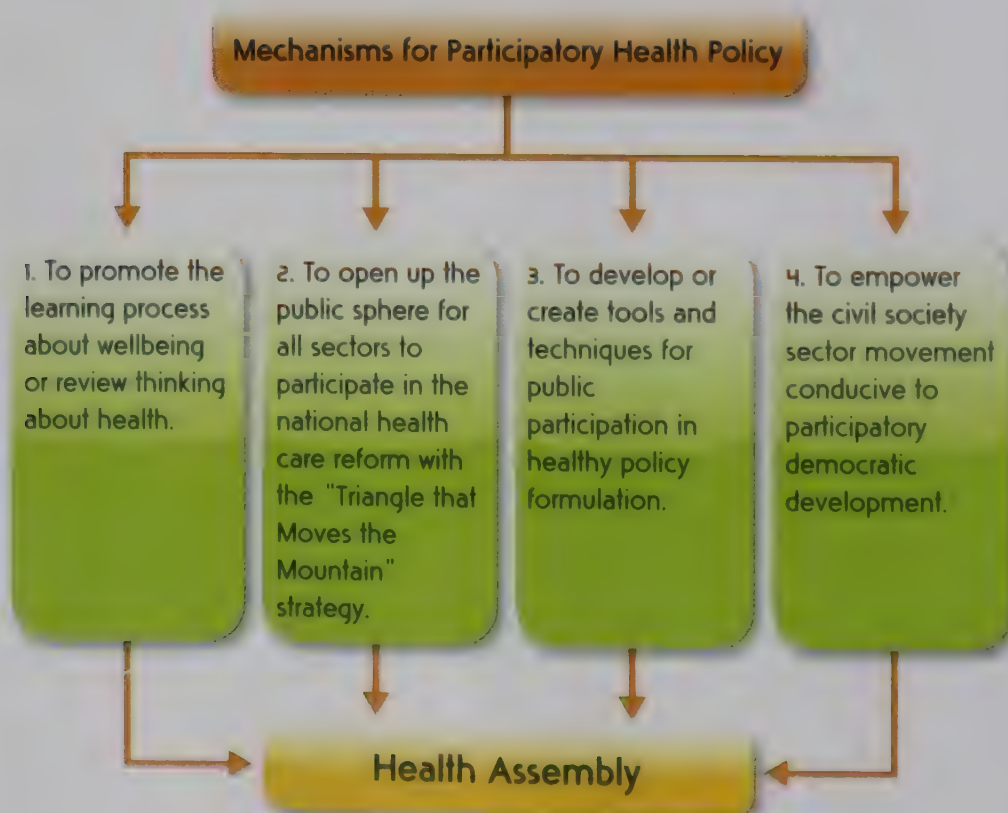 Mechanisms for Participatory Health Policy
1. To promote the
learning process
about wellbeing
or review thinking
about health.
2. To open up the
public sphere for
all sectors to
participate in the
national health
care reform with
the "Triangle that
Moves the
Mountain"
strategy.
3. To develop or
create tools and
techniques for
public
participation in
healthy policy
formulation.
4. To empower
the civil society
sector movement
conducive to
participatory
democratic
development.
Health Assembly